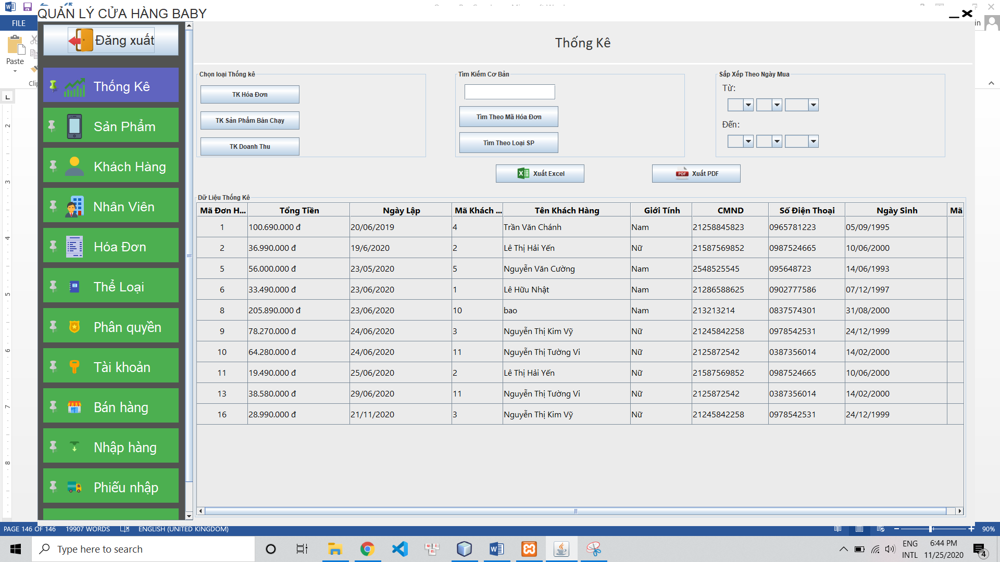 QUẢN LÝ CỬA HÀNG BABY
FILE
in
Paste
Clip
Đăng xuất
Thống Kê
Sản Phẩm
Khách Hàng
Nhân Viên
Hóa Đơn
Thể Loại
Phân quyền
Tài khoản
Bán hàng
Nhập hàng
Phiếu nhập
Thống Kê
Chọn loại Thống kê
TK Hóa Đơn
TK Sản Phẩm Bán Chạy
TK Doanh Thu
Tìm Kiếm Cơ Bản
Tìm Theo Mã Hóa Đơn
Tìm Theo Loại SP
Sắp Xếp Theo Ngày Mua
Từ:
Đến:
Xuất Excel
PDF Xuất PDF
Dữ Liệu Thống Kê
Mã Đơn H... Tổng Tiền Ngày Lập Mã Khách ... Tên Khách Hàng Giới Tính CMND Số Điện Thoại Ngày Sinh Mã
1 100.690.000 đ 20/06/2019 4 Trần Văn Chánh Nam 21258845823 0965781223 05/09/1995
2 36.990.000 đ 19/6/2020 2 Lê Thị Hải Yến Nữ 21587569852 0987524665 10/06/2000
5 56.000.000 đ 23/05/2020 5 Nguyễn Văn Cường Nam 2548525545 095648723 14/06/1993
6 33.490.000 đ 23/06/2020 1 Lê Hữu Nhật Nam 21286588625 0902777586 07/12/1997
8 205.890.000 đ 23/06/2020 10 bao Nam 213213214 0837574301 31/08/2000
9 78.270.000 đ 24/06/2020 3 Nguyễn Thị Kim Vỹ Nữ 21245842258 0978542531 24/12/1999
10 64.280.000 đ 24/06/2020 11 Nguyễn Thị Tường Vi Nữ 2125872542 0387356014 14/02/2000
11 19.490.000 đ 25/06/2020 2 Lê Thị Hải Yến Nữ 21587569852 0987524665 10/06/2000
13 38.580.000 đ 29/06/2020 11 Nguyễn Thị Tường Vi Nữ 2125872542 0387356014 14/02/2000
16 28.990.000 đ 21/11/2020 3 Nguyễn Thị Kim Vỹ Nữ 21245842258 0978542531 24/12/1999
2
3
4
5
6
7
8
PAGE 146 OF 146 19907 WORDS ENGLISH (UNITED KINGDOM) 90%
Type here to search
ENG
INTL
6:44 PM
11/25/2020
4